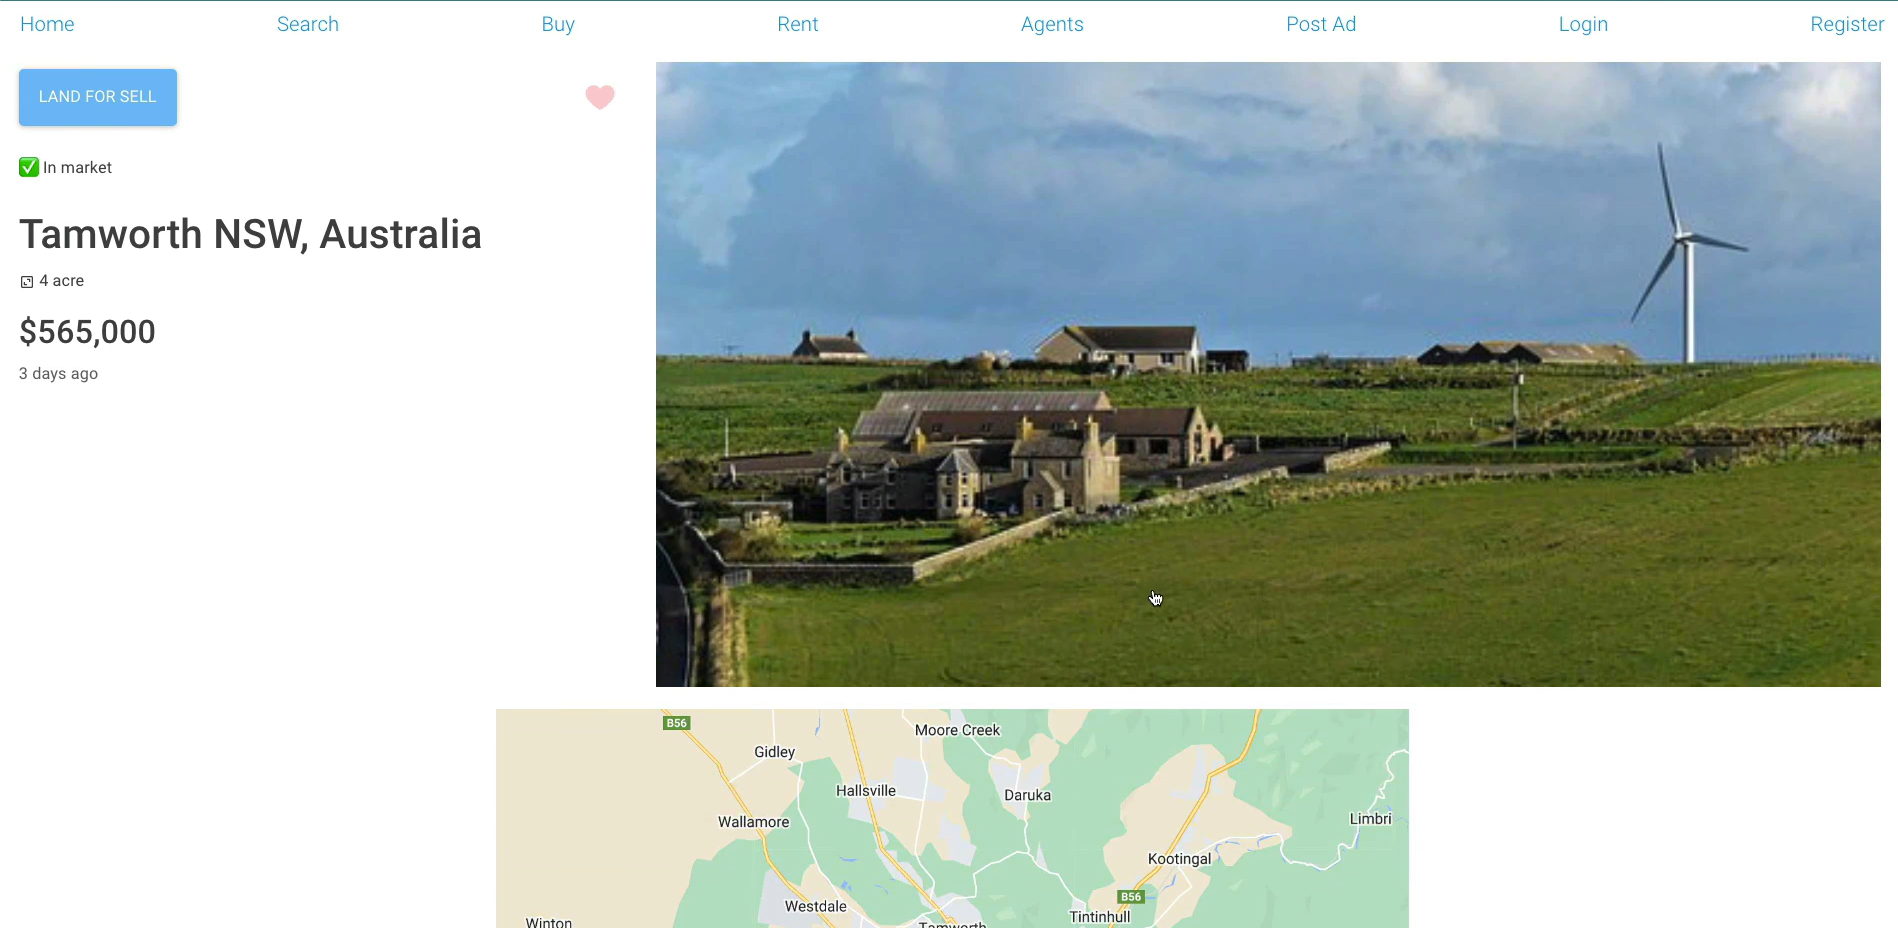 Home Search Buy Rent Agents Post Ad Login Register
LAND FOR SELL
In market
Tamworth NSW, Australia
4 acre
$565,000
3 days ago
B56
Moore Creek
Gidley
Hallsville
Daruka
Wallamore
Limbri
Kootingal
B56
Westdale
Tintinhull
Winton
Tamworth